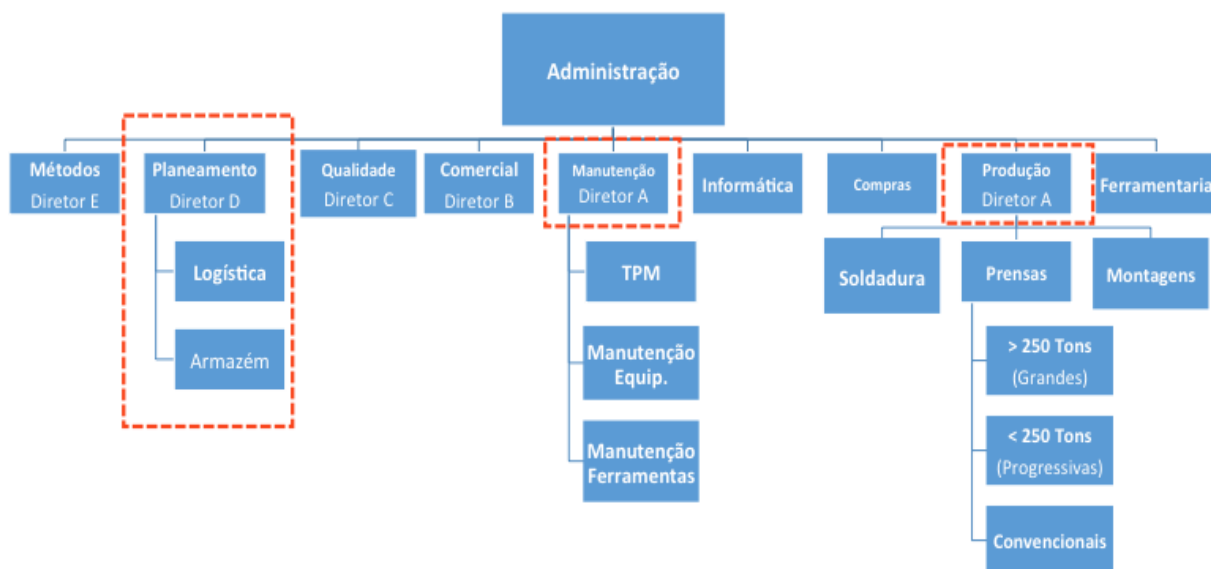 Administração
Métodos
Diretor E
Planeamento
Diretor D
Qualidade
Diretor C
Comercial
Diretor B
Manutenção
Diretor A
Informática
Compras
Produção
Diretor A
Ferramentaria
Logística
Armazém
TPM
Manutenção
Equip.
Manutenção
Ferramentas
Soldadura
Prensas
Montagens
> 250 Tons
(Grandes)
< 250 Tons
(Progressivas)
Convencionais